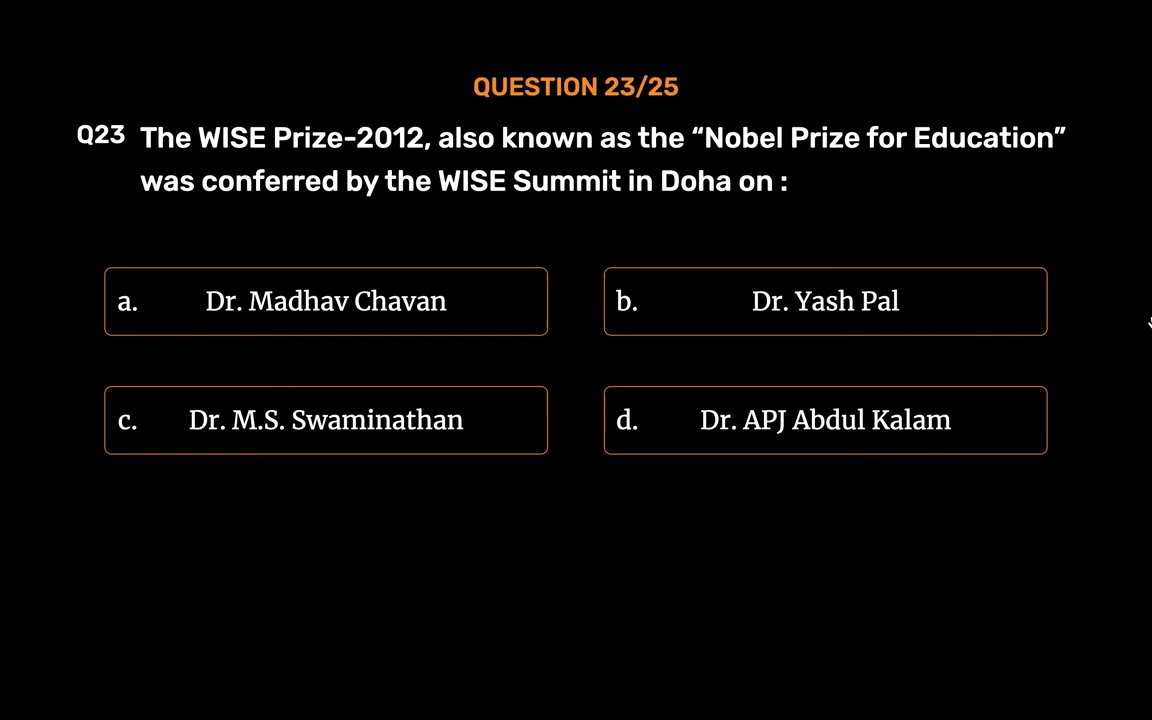 QUESTION 23/25
Q23 The WISE Prize-2012, also known as the “Nobel Prize for Education”
was conferred by the WISE Summit in Doha on :
a. Dr. Madhav Chavan
b. Dr. Yash Pal
c. Dr. M.S. Swaminathan
d. Dr. APJ Abdul Kalam